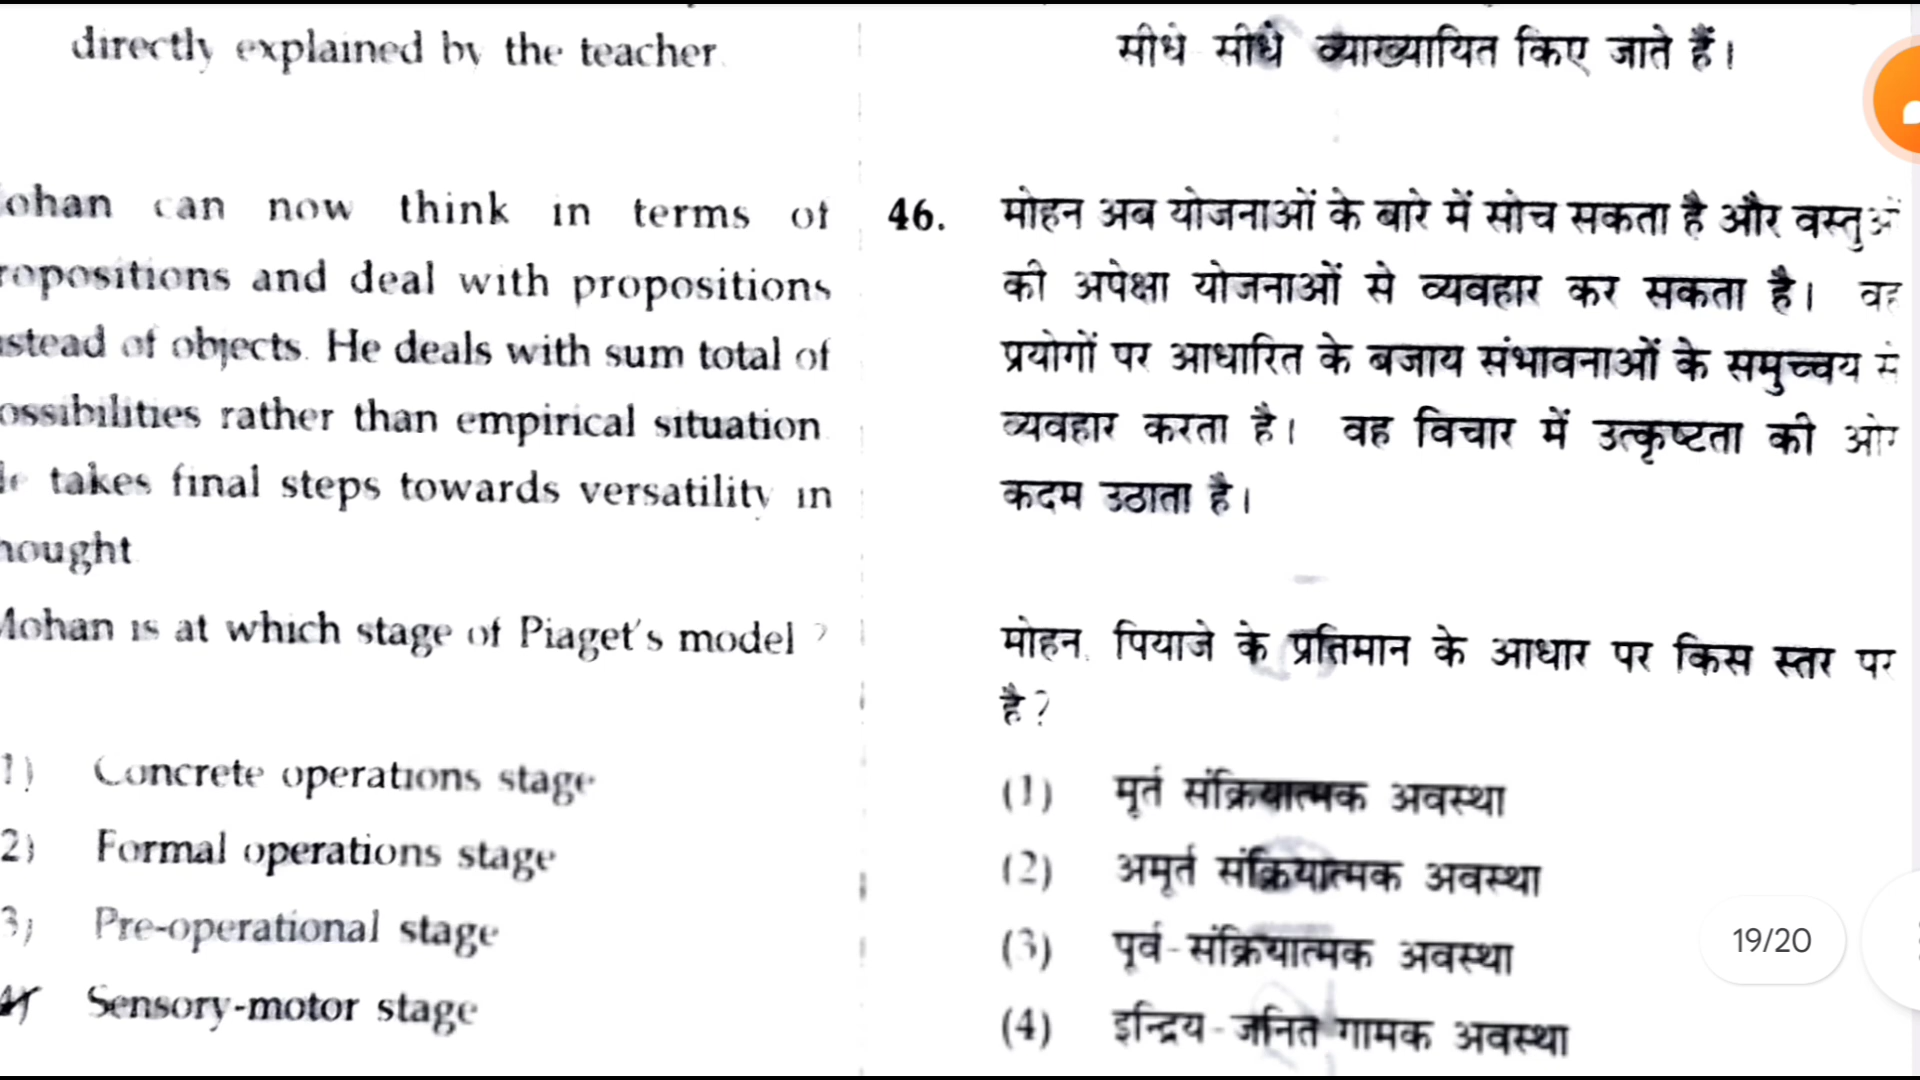 directly explained by the teacher.
ohan can now think in terms of
ropositions and deal with propositions
stead of objects. He deals with sum total of
ossibilities rather than empirical situation.
takes final steps towards versatility in
hought
Mohan is at which stage of Piaget's model ?
1) Concrete operations stage
2) Formal operations stage
3) Pre-operational stage
4) Sensory-motor stage
सीधे सीधे व्याख्यायित किए जाते हैं।
46. मोहन अब योजनाओं के बारे में सोच सकता है और वस्तुओं
की अपेक्षा योजनाओं से व्यवहार कर सकता है। वह
प्रयोगों पर आधारित के बजाय संभावनाओं के समुच्चय से
व्यवहार करता है। वह विचार में उत्कृष्टता की ओर
कदम उठाता है।
मोहन, पियाजे के प्रतिमान के आधार पर किस स्तर पर
है?
(1) मूर्त संक्रियात्मक अवस्था
(2) अमूर्त संक्रियात्मक अवस्था
(3) पूर्व-संक्रियात्मक अवस्था
(4) इन्द्रिय-जनित गामक अवस्था
19/20